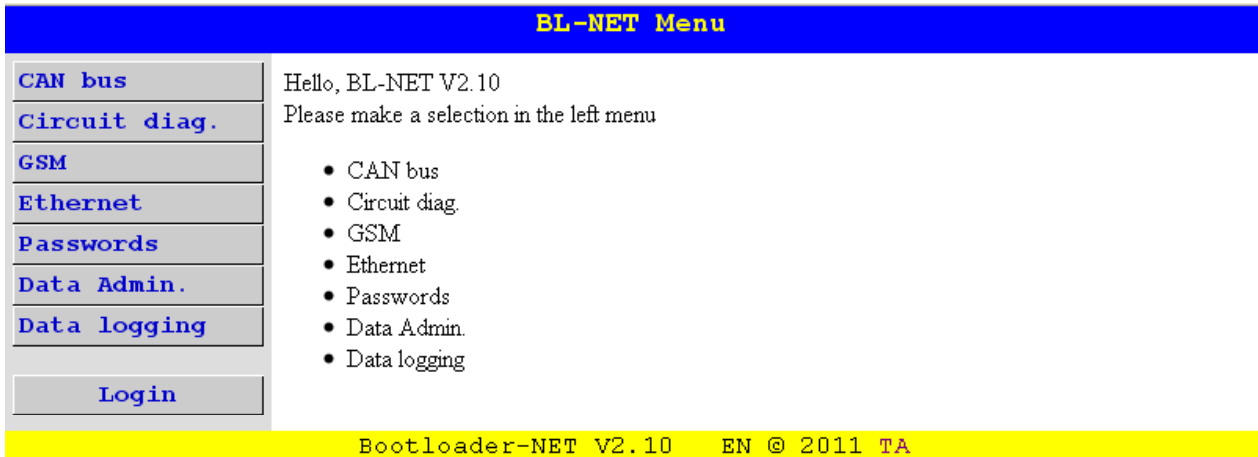 BL-NET Menu
CAN bus
Circuit diag.
GSM
Ethernet
Passwords
Data Admin.
Data logging
Login
Hello, BL-NET V2.10
Please make a selection in the left menu
CAN bus
Circuit diag.
GSM
Ethernet
Passwords
Data Admin.
Data logging
Bootloader-NET V2.10 EN © 2011 TA